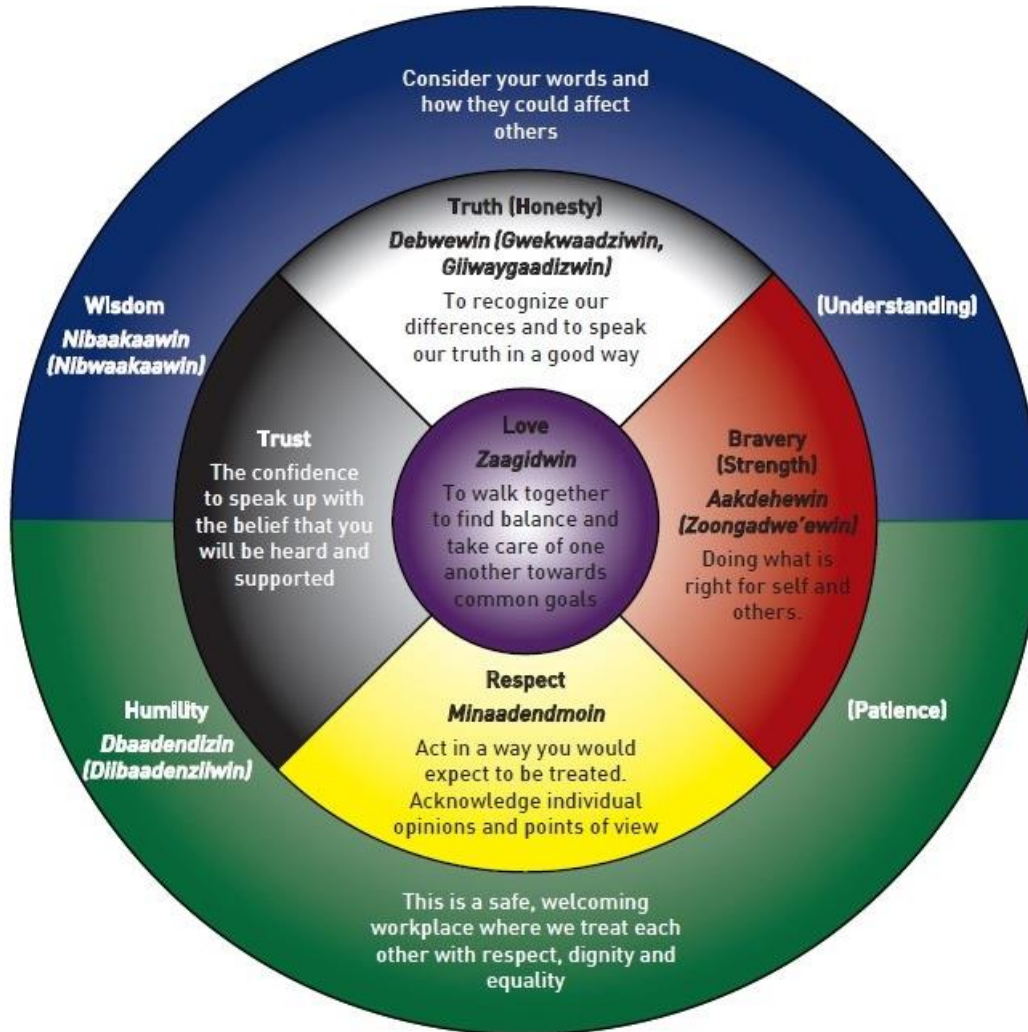 Consider your words and
how they could affect
others
Truth (Honesty)
Debwewin (Gwekwaadziwin,
Giiwaygaadizwin)
To recognize our
differences and to speak
our truth in a good way
Wisdom
Nibaakaawin
(Nibwaakaawin)
(Understanding)
Trust
The confidence
to speak up with
the belief that you
will be heard and
supported
Love
Zaagidwin
To walk together
to find balance and
take care of one
another towards
common goals
Bravery
(Strength)
Aakdehewin
(Zoongadwe'ewin)
Doing what is
right for self and
others.
Humility
Dbaadendizin
(Diibaadenziiwin)
(Patience)
Respect
Minaadendmoin
Act in a way you would
expect to be treated.
Acknowledge individual
opinions and points of view
This is a safe, welcoming
workplace where we treat each
other with respect, dignity and
equality